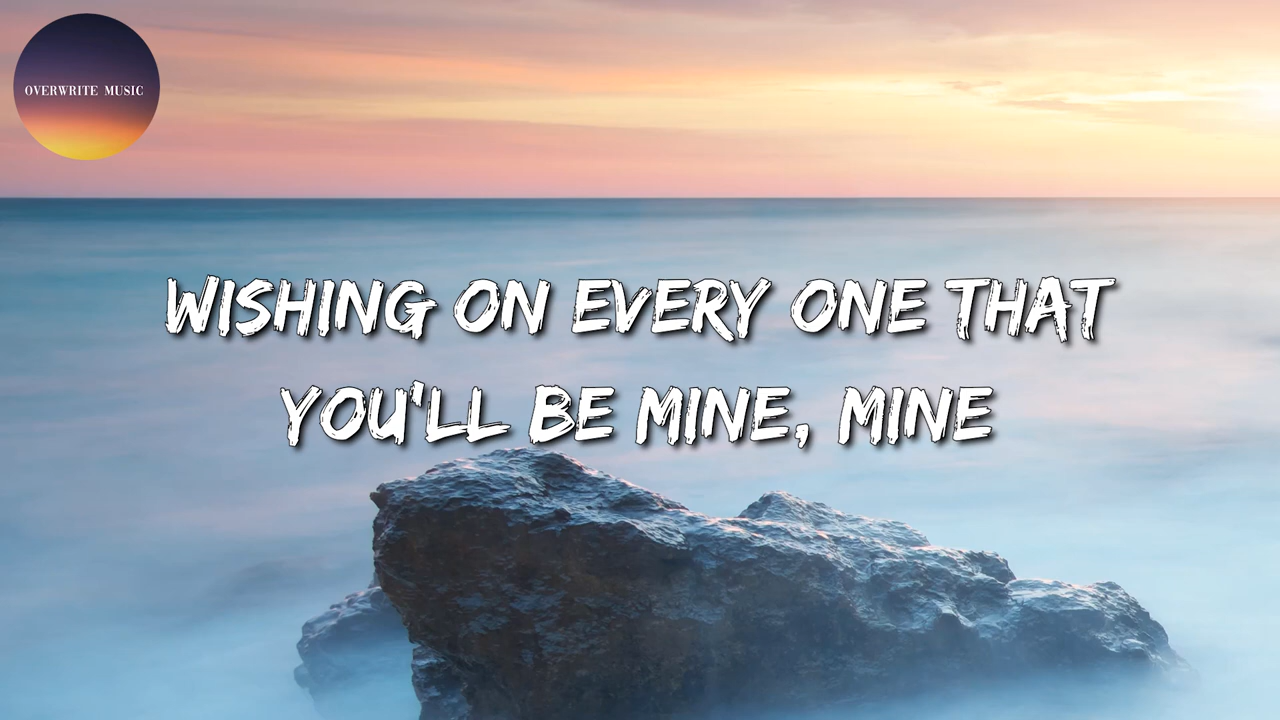 OVERWRITE MUSIC
WISHING ON EVERY ONE THAT
YOU'LL BE MINE, MINE